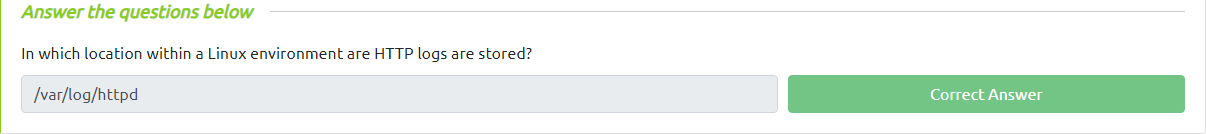 Answer the questions below
In which location within a Linux environment are HTTP logs are stored?
/var/log/httpd
Correct Answer